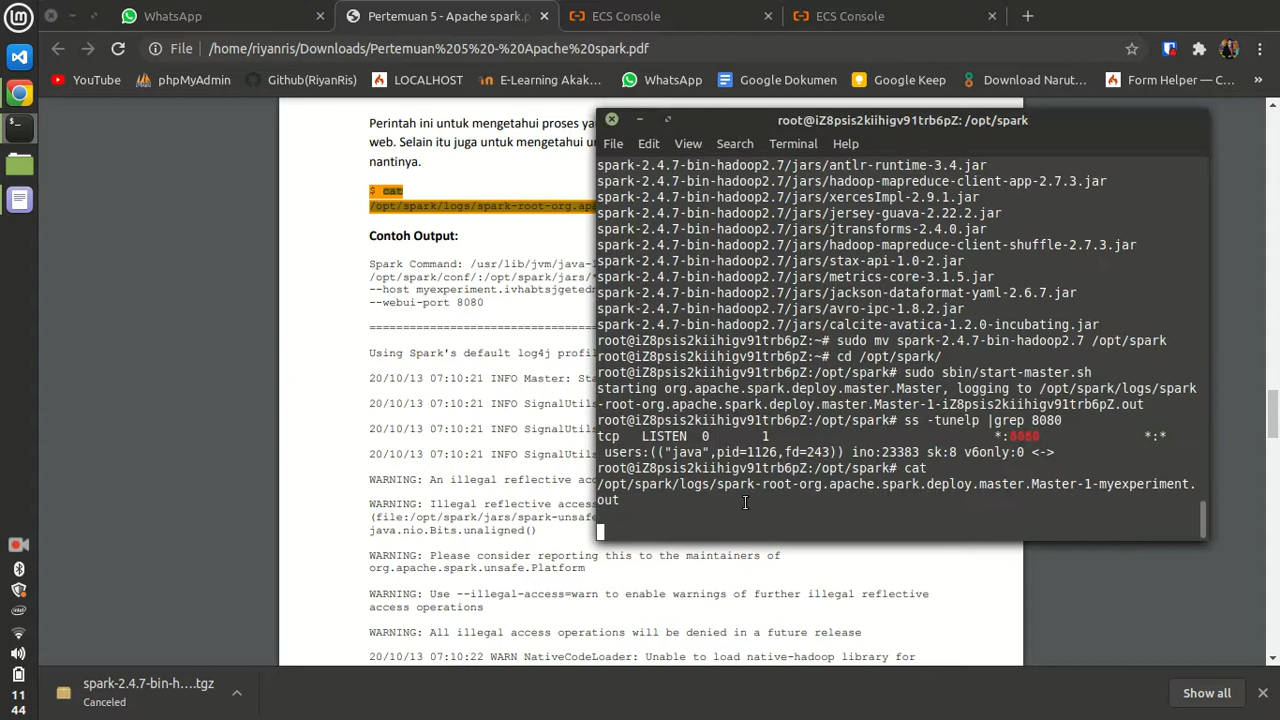 WhatsApp
Pertemuan 5 - Apache spark.p
ECS Console
ECS Console
File
/home/riyanris/Downloads/Pertemuan%205%20-%20Apache%20spark.pdf
YouTube
phpMyAdmin
Github(RiyanRis)
LOCALHOST
E-Learning Akak...
WhatsApp
Google Dokumen
Google Keep
Download Narut...
Form Helper — C...
»
Perintah ini untuk mengetahui proses ya
web. Selain itu juga untuk mengetahui u
nantinya.
$ cat
/opt/spark/logs/spark-root-org.apa
Contoh Output:
Spark Command: /usr/lib/jvm/java-1
/opt/spark/conf/:/opt/spark/jars/
--host myexperiment.ivhabtsjgetedn
--webui-port 8080
========================================
Using Spark's default log4j profil
20/10/13 07:10:21 INFO Master: Sta
20/10/13 07:10:21 INFO SignalUtils
20/10/13 07:10:21 INFO SignalUtils
20/10/13 07:10:21 INFO SignalUtils
WARNING: An illegal reflective acc
WARNING: Illegal reflective access
(file:/opt/spark/jars/spark-unsafe
java.nio.Bits.unaligned()
WARNING: Please consider reporting this to the maintainers of
org.apache.spark.unsafe.Platform
WARNING: Use --illegal-access=warn to enable warnings of further illegal reflective
access operations
WARNING: All illegal access operations will be denied in a future release
20/10/13 07:10:22 WARN NativeCodeLoader: Unable to load native-hadoop library for
root@iZ8psis2kiihigv91trb6pZ: /opt/spark
File Edit View Search Terminal Help
spark-2.4.7-bin-hadoop2.7/jars/antlr-runtime-3.4.jar
spark-2.4.7-bin-hadoop2.7/jars/hadoop-mapreduce-client-app-2.7.3.jar
spark-2.4.7-bin-hadoop2.7/jars/xercesImpl-2.9.1.jar
spark-2.4.7-bin-hadoop2.7/jars/jersey-guava-2.22.2.jar
spark-2.4.7-bin-hadoop2.7/jars/jtransforms-2.4.0.jar
spark-2.4.7-bin-hadoop2.7/jars/hadoop-mapreduce-client-shuffle-2.7.3.jar
spark-2.4.7-bin-hadoop2.7/jars/stax-api-1.0-2.jar
spark-2.4.7-bin-hadoop2.7/jars/metrics-core-3.1.5.jar
spark-2.4.7-bin-hadoop2.7/jars/jackson-dataformat-yaml-2.6.7.jar
spark-2.4.7-bin-hadoop2.7/jars/avro-ipc-1.8.2.jar
spark-2.4.7-bin-hadoop2.7/jars/calcite-avatica-1.2.0-incubating.jar
root@iZ8psis2kiihigv91trb6pZ:~# sudo mv spark-2.4.7-bin-hadoop2.7 /opt/spark
root@iZ8psis2kiihigv91trb6pZ:~# cd /opt/spark/
root@iZ8psis2kiihigv91trb6pZ:/opt/spark# sudo sbin/start-master.sh
starting org.apache.spark.deploy.master.Master, logging to /opt/spark/logs/spark
-root-org.apache.spark.deploy.master.Master-1-iZ8psis2kiihigv91trb6pZ.out
root@iZ8psis2kiihigv91trb6pZ:/opt/spark# ss -tunelp |grep 8080
tcp LISTEN 0 1 *:8080 *:*
users:(("java",pid=1126,fd=243)) ino:23383 sk:8 v6only:0 <->
root@iZ8psis2kiihigv91trb6pZ:/opt/spark# cat
/opt/spark/logs/spark-root-org.apache.spark.deploy.master.Master-1-myexperiment.
out
11
44
spark-2.4.7-bin-h....tgz
Canceled
Show all